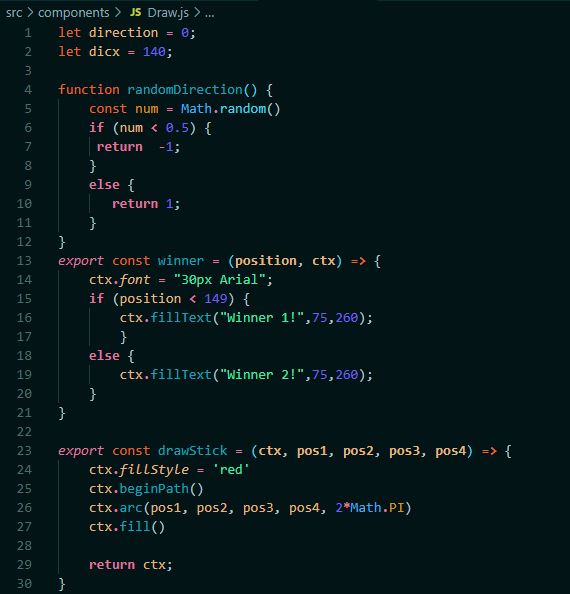 src > components > JS Draw.js > ...
1 let direction = 0;
2 let dicx = 140;
3
4 function randomDirection() {
5     const num = Math.random()
6     if (num < 0.5) {
7      return  -1;
8     }
9     else {
10        return 1;
11     }
12 }
13 export const winner = (position, ctx) => {
14     ctx.font = "30px Arial";
15     if (position < 149) {
16         ctx.fillText("Winner 1!",75,260);
17         }
18     else {
19         ctx.fillText("Winner 2!",75,260);
20     }
21 }
22
23 export const drawStick = (ctx, pos1, pos2, pos3, pos4) => {
24     ctx.fillStyle = 'red'
25     ctx.beginPath()
26     ctx.arc(pos1, pos2, pos3, pos4, 2*Math.PI)
27     ctx.fill()
28
29     return ctx;
30 }